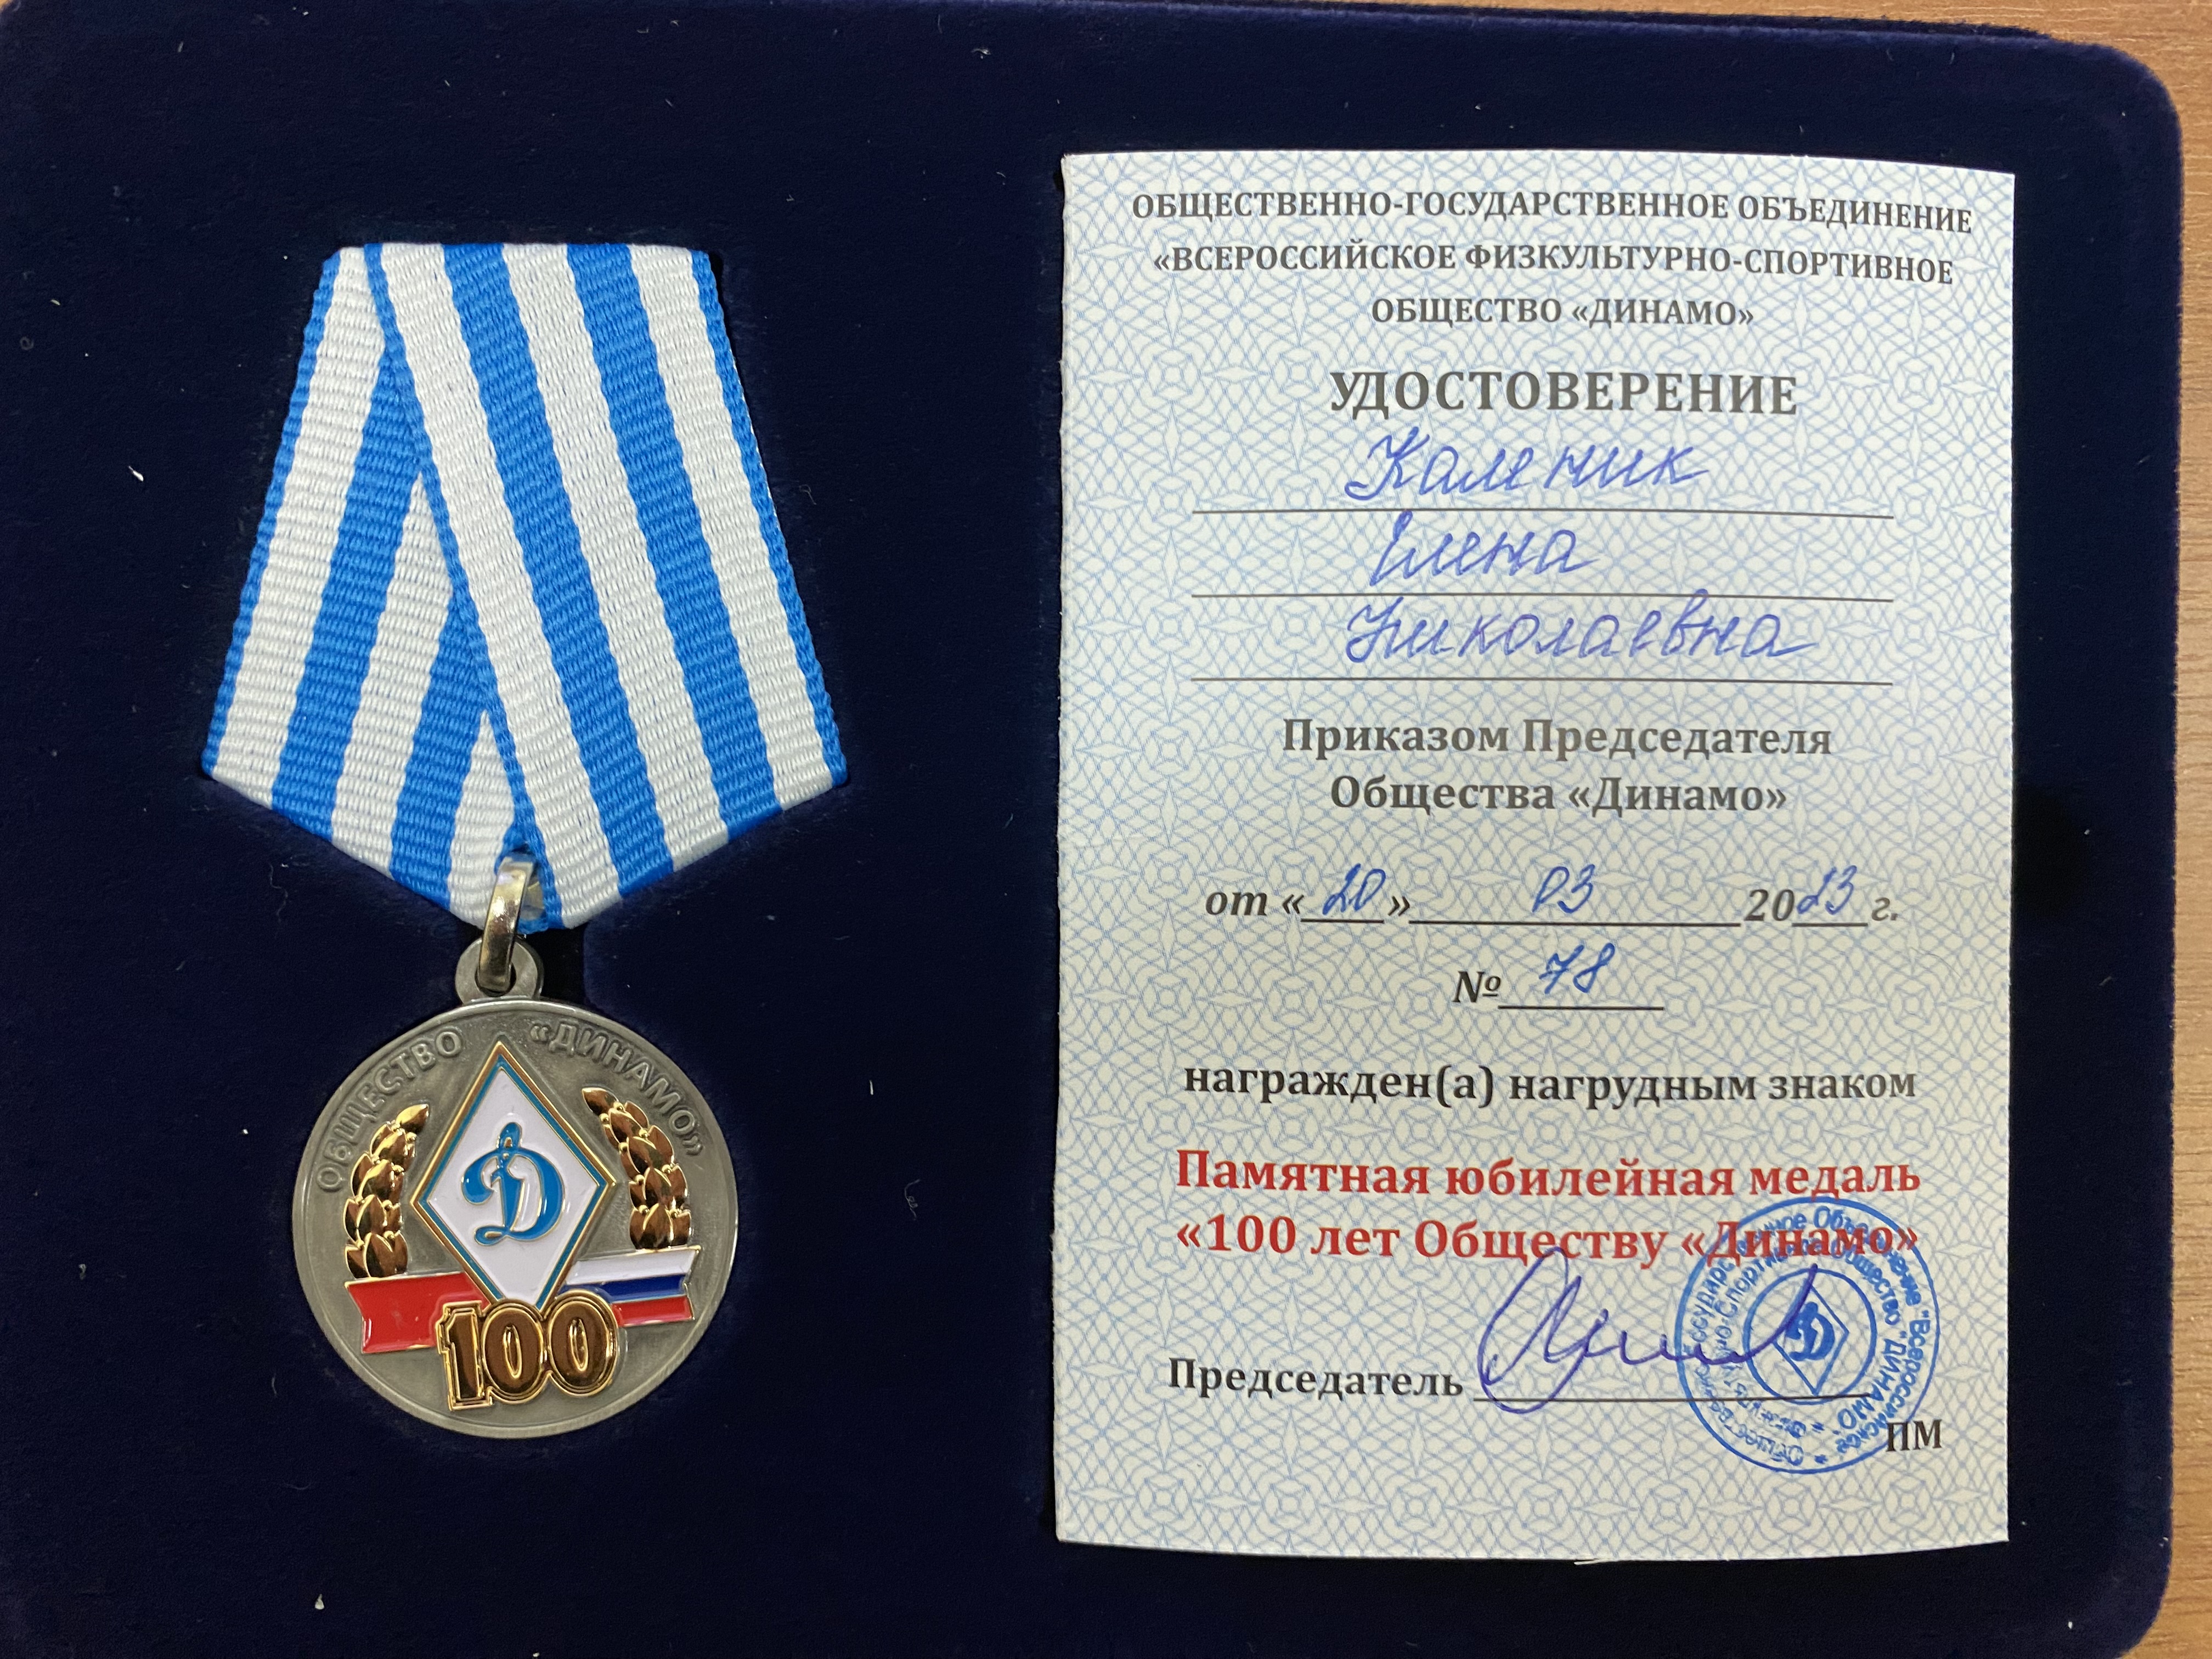 ОБЩЕСТВО «ДИНАМО»
Д
100
ОБЩЕСТВЕННО-ГОСУДАРСТВЕННОЕ ОБЪЕДИНЕНИЕ
«ВСЕРОССИЙСКОЕ ФИЗКУЛЬТУРНО-СПОРТИВНОЕ
ОБЩЕСТВО «ДИНАМО»
УДОСТОВЕРЕНИЕ
Каленик
Елена
Николаевна
Приказом Председателя
Общества «Динамо»
от «20» 03 2023 г.
№ 78
награжден(а) нагрудным знаком
Памятная юбилейная медаль
«100 лет Обществу «Динамо»
Председатель
ПМ